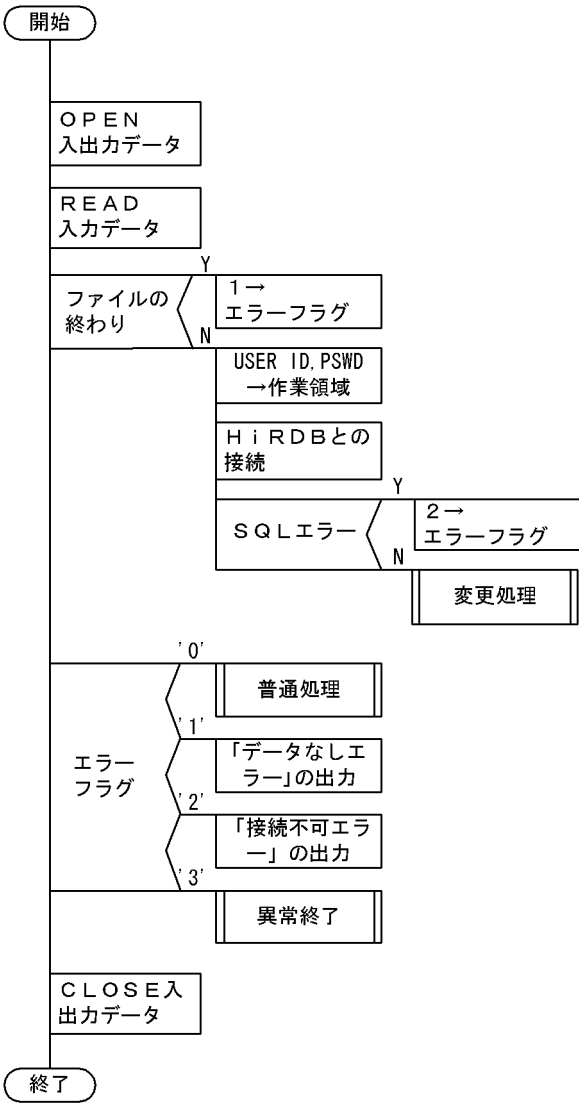 開始
ＯＰＥＮ
入出力データ
ＲＥＡＤ
入力データ
ファイルの
終わり
Y
1→
エラーフラグ
N
USER ID,PSWD
→作業領域
ＨｉＲＤＢとの
接続
ＳＱＬエラー
Y
2→
エラーフラグ
N
変更処理
エラー
フラグ
'0'
普通処理
'1'
「データなしエ
ラー」の出力
'2'
「接続不可エラ
ー」の出力
'3'
異常終了
ＣＬＯＳＥ入
出力データ
終了